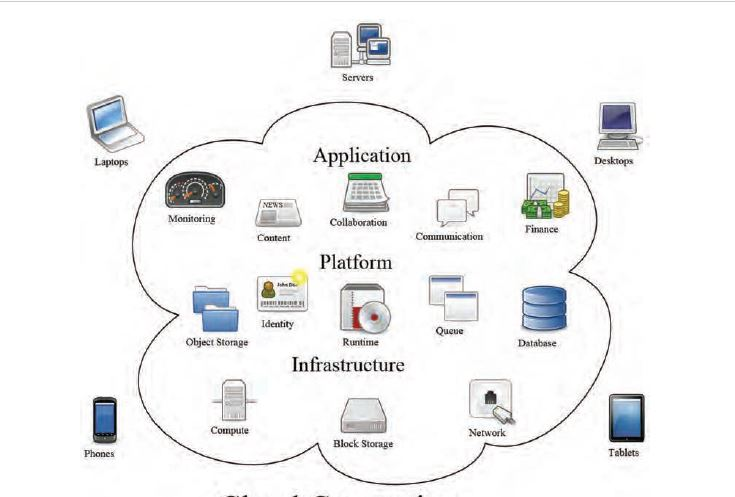 Servers
Laptops
Desktops
Application
Monitoring
NEWS
Content
Collaboration
Communication
Finance
Platform
John Doe
Identity
Object Storage
Runtime
Queue
Database
Infrastructure
Compute
Block Storage
Network
Phones
Tablets